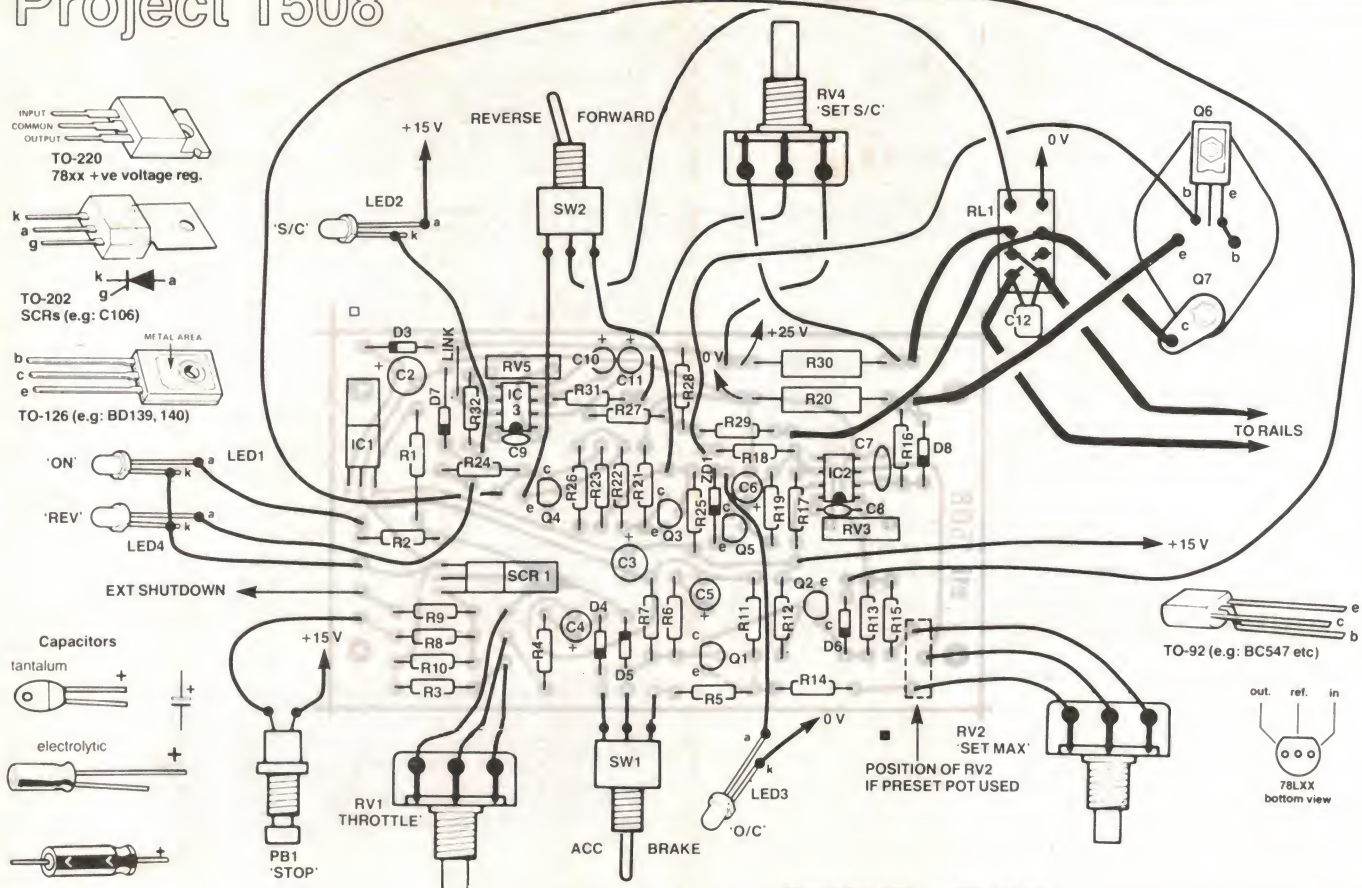 Project 1508
INPUT
COMMON
OUTPUT
TO-220
78xx +ve voltage reg.
k
a
g
k
a
g
TO-202
SCRs (e.g: C106)
METAL AREA
b
c
e
TO-126 (e.g: BD139, 140)
'ON'
a
LED1
k
'REV'
a
k
LED4
EXT SHUTDOWN
+15 V
Capacitors
tantalum
+
+
electrolytic
+
+
PB1
'STOP'
+15 V
LED2
'S/C'
a
k
REVERSE
FORWARD
SW2
RV4
'SET S/C'
Q6
0 V
b
e
RL1
e
b
Q7
c
C12
TO RAILS
D3
LINK
+
C2
D7
R32
RV5
IC
3
C9
+
C10
+
C11
R31
R27
R28
0 V
+25 V
R30
R20
R29
R18
C7
R16
D8
IC1
R1
R24
c
e
Q4
R26
R23
R22
R21
c
e
Q3
R25
ZD1
c
e
Q5
C6
+
R19
R17
IC2
C8
RV3
R2
+
C3
SCR 1
+15 V
R9
R8
R10
R3
R4
C4
+
D4
D5
R7
R6
C5
+
c
e
Q1
R11
R12
Q2
e
c
D6
R13
R15
R5
R14
TO-92 (e.g: BC547 etc)
e
c
b
out.
ref.
in
78LXX
bottom view
RV1
THROTTLE'
SW1
ACC
BRAKE
a
k
LED3
'O/C'
0 V
POSITION OF RV2
IF PRESET POT USED
RV2
'SET MAX'